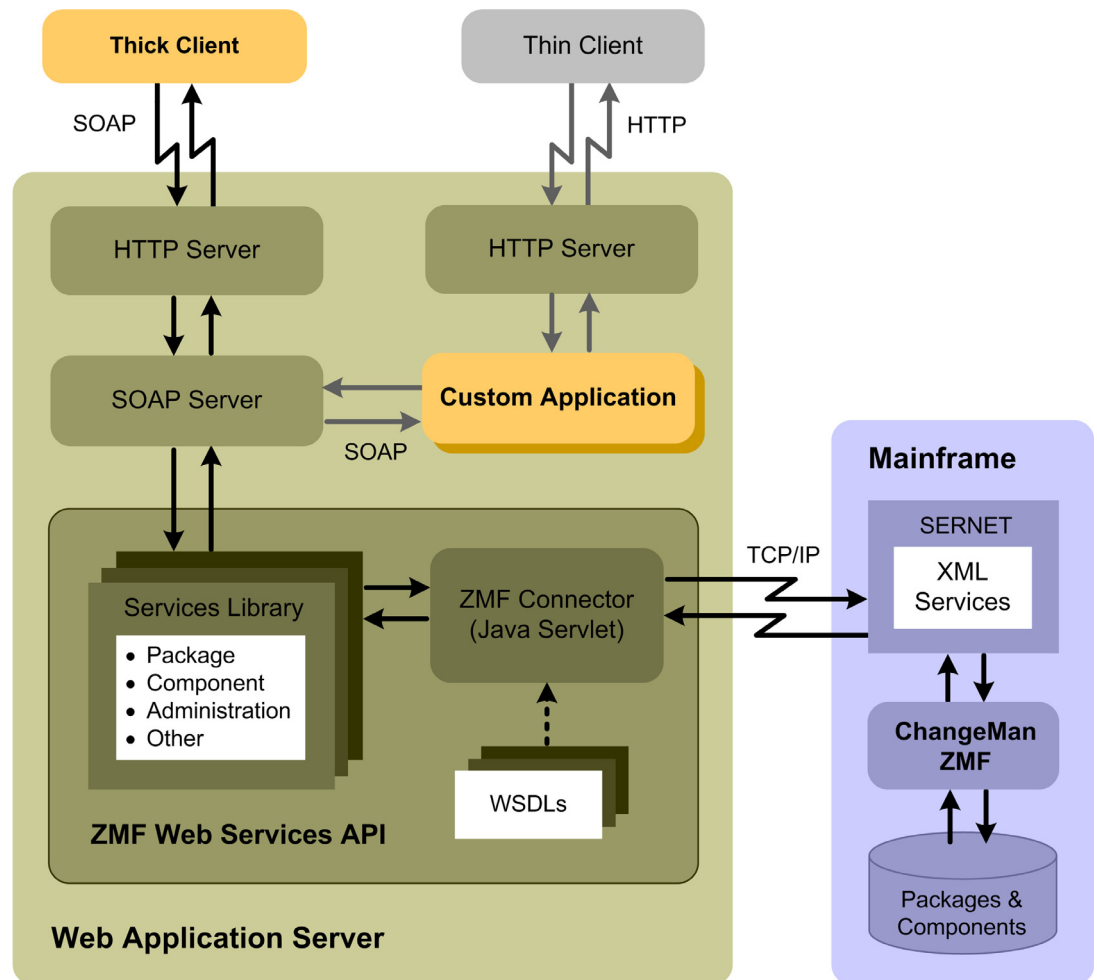 Thick Client
Thin Client
SOAP
HTTP
HTTP Server
HTTP Server
SOAP Server
Custom Application
SOAP
Mainframe
SERNET
XML
Services
TCP/IP
Services Library
• Package
• Component
• Administration
• Other
ZMF Connector
(Java Servlet)
ChangeMan
ZMF
WSDLs
ZMF Web Services API
Packages &
Components
Web Application Server